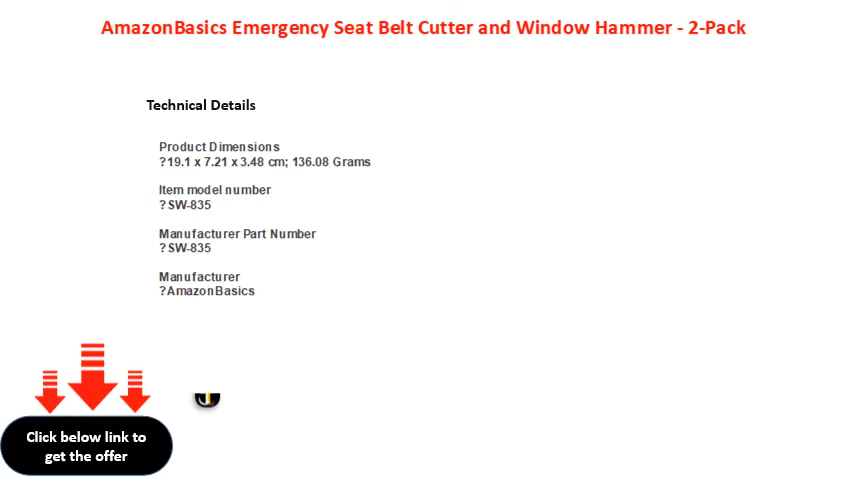 AmazonBasics Emergency Seat Belt Cutter and Window Hammer - 2-Pack
Technical Details
Product Dimensions
?19.1 x 7.21 x 3.48 cm; 136.08 Grams
Item model number
?SW-835
Manufacturer Part Number
?SW-835
Manufacturer
?AmazonBasics
Click below link to
get the offer